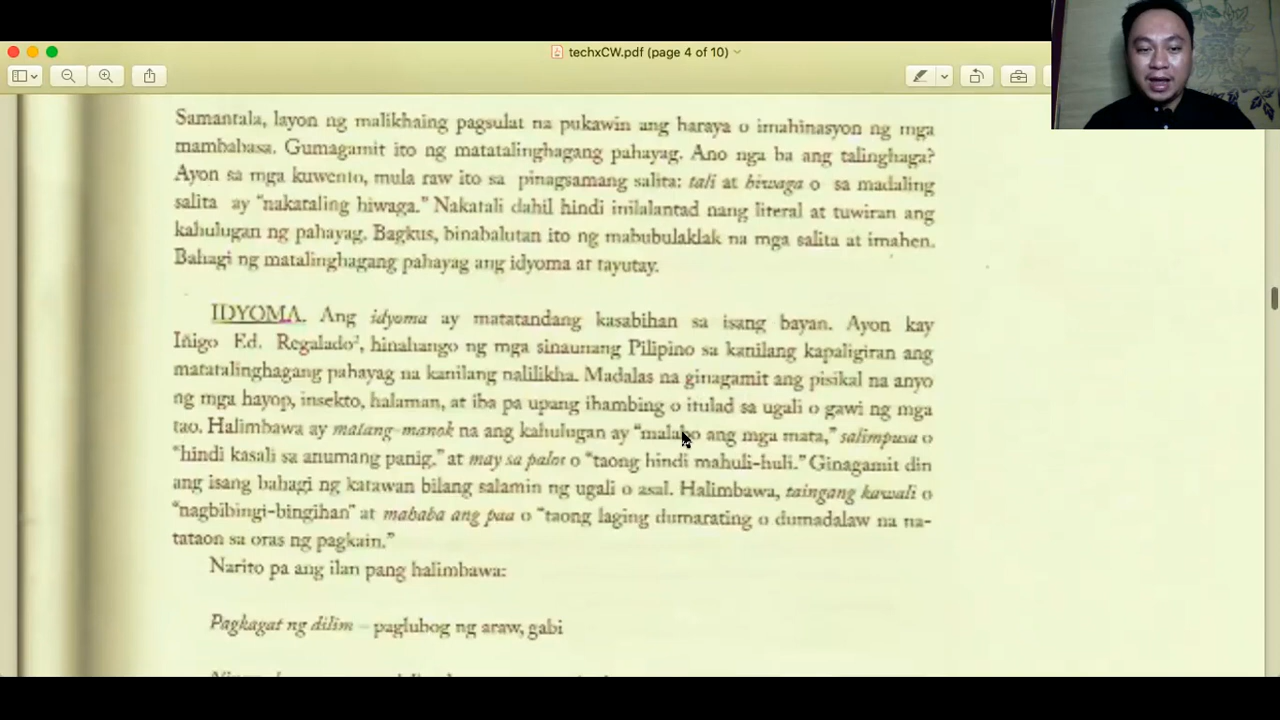 techxCW.pdf (page 4 of 10)
Samantala, layon ng malikhaing pagsulat na pukawin ang haraya o imahinasyon ng mga
mambabasa. Gumagamit ito ng matatalinghagang pahayag. Ano nga ba ang talinghaga?
Ayon sa mga kuwento, mula raw ito sa pinagsamang salita: tali at hiwaga o sa madaling
salita ay “nakataling hiwaga.” Nakatali dahil hindi inilalantad nang literal at tuwiran ang
kahulugan ng pahayag. Bagkus, binabalutan ito ng mabubulaklak na mga salita at imahen.
Bahagi ng matalinghagang pahayag ang idyoma at tayutay.
IDYOMA. Ang idyoma ay matatandang kasabihan sa isang bayan. Ayon kay
Iñigo Ed. Regalado², hinahango ng mga sinaunang Pilipino sa kanilang kapaligiran ang
matatalinghagang pahayag na kanilang nalilikha. Madalas na ginagamit ang pisikal na anyo
ng mga hayop, insekto, halaman, at iba pa upang ihambing o itulad sa ugali o gawi ng mga
tao. Halimbawa ay matang-manok na ang kahulugan ay “malabo ang mga mata,” salimpusa o
“hindi kasali sa anumang panig,” at may sa palos o “taong hindi mahuli-huli.” Ginagamit din
ang isang bahagi ng katawan bilang salamin ng ugali o asal. Halimbawa, taingang kawali o
“nagbibingi-bingihan” at mababa ang paa o “taong laging dumarating o dumadalaw na na-
tataon sa oras ng pagkain.”
Narito pa ang ilan pang halimbawa:
Pagkagat ng dilim – paglubog ng araw, gabi